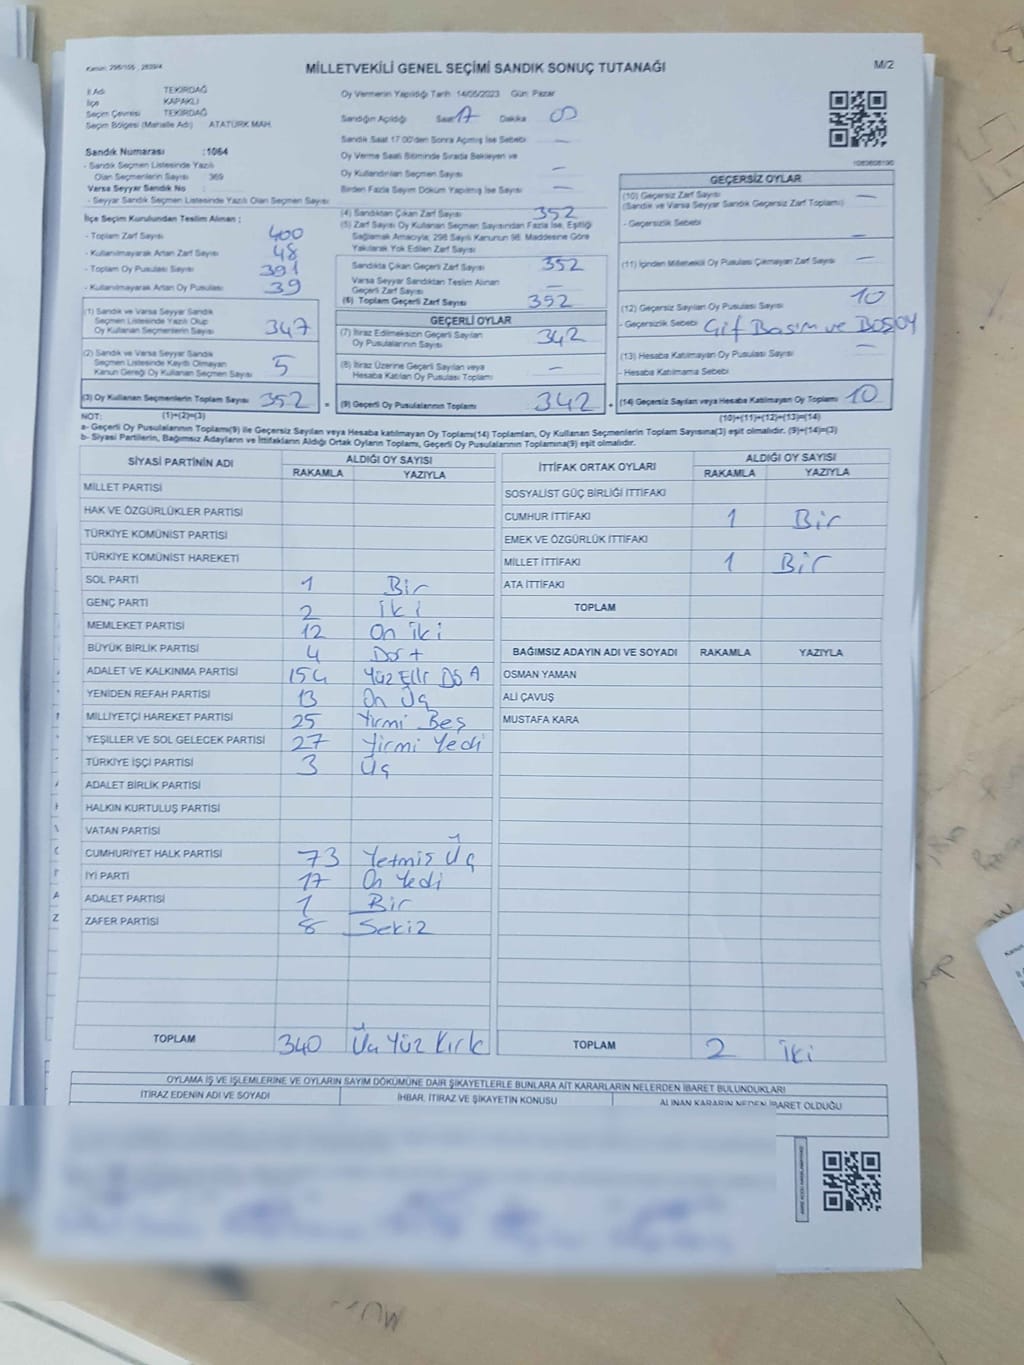 Kanun: 298/105 , 2839/4
MİLLETVEKİLİ GENEL SEÇİMİ SANDIK SONUÇ TUTANAĞI
M/2
İl Adı TEKİRDAĞ
İlçe KAPAKLI
Seçim Çevresi TEKİRDAĞ
Seçim Bölgesi (Mahalle Adı) ATATÜRK MAH.
Oy Vermenin Yapıldığı Tarih: 14/05/2023 Gün: Pazar
Sandığın Açıldığı Saat 17 Dakika 00
Sandık Saat 17:00'den Sonra Açılmış İse Sebebi —
Oy Verme Saati Bitiminde Sırada Bekleyen ve
Oy Kullandırılan Seçmen Sayısı —
Birden Fazla Sayım Döküm Yapılmış İse Sayısı —
Sandık Numarası :1064
- Sandık Seçmen Listesinde Yazılı
Olan Seçmenlerin Sayısı : 369
Varsa Seyyar Sandık No :
- Seyyar Sandık Seçmen Listesinde Yazılı Olan Seçmen Sayısı :
İlçe Seçim Kurulundan Teslim Alınan ;
- Toplam Zarf Sayısı 400
- Kullanılmayarak Artan Zarf Sayısı 48
- Toplam Oy Pusulası Sayısı 391
- Kullanılmayarak Artan Oy Pusulası 39
(1) Sandık ve Varsa Seyyar Sandık
Seçmen Listesinde Yazılı Olup
Oy Kullanan Seçmenlerin Sayısı 347
(2) Sandık ve Varsa Seyyar Sandık
Seçmen Listesinde Kayıtlı Olmayan
Kanun Gereği Oy Kullanan Seçmen Sayısı 5
(3) Oy Kullanan Seçmenlerin Toplam Sayısı 352
(4) Sandıktan Çıkan Zarf Sayısı 352
(5) Zarf Sayısı Oy Kullanan Seçmen Sayısından Fazla İse, Eşitliği
Sağlamak Amacıyla; 298 Sayılı Kanunun 98. Maddesine Göre
Yakılarak Yok Edilen Zarf Sayısı
Sandıkta Çıkan Geçerli Zarf Sayısı 352
Varsa Seyyar Sandıktan Teslim Alınan
Geçerli Zarf Sayısı —
(6) Toplam Geçerli Zarf Sayısı 352
GEÇERLİ OYLAR
(7) İtiraz Edilmeksizin Geçerli Sayılan
Oy Pusulalarının Sayısı 342
(8) İtiraz Üzerine Geçerli Sayılan veya
Hesaba Katılan Oy Pusulası Toplamı —
= (9) Geçerli Oy Pusulalarının Toplamı 342 +
GEÇERSİZ OYLAR
(10) Geçersiz Zarf Sayısı
(Sandık ve Varsa Seyyar Sandık Geçersiz Zarf Toplamı) —
- Geçersizlik Sebebi —
(11) İçinden Milletvekili Oy Pusulası Çıkmayan Zarf Sayısı —
(12) Geçersiz Sayılan Oy Pusulası Sayısı 10
- Geçersizlik Sebebi Çif Basım ve Boş OY
(13) Hesaba Katılmayan Oy Pusulası Sayısı —
- Hesaba Katılmama Sebebi
(14) Geçersiz Sayılan veya Hesaba Katılmayan Oy Toplamı 10
NOT: (1)+(2)=(3) (10)+(11)+(12)+(13)=(14)
a- Geçerli Oy Pusulalarının Toplamı(9) ile Geçersiz Sayılan veya Hesaba katılmayan Oy Toplamı(14) Toplamları, Oy Kullanan Seçmenlerin Toplam Sayısına(3) eşit olmalıdır. (9)+(14)=(3)
b- Siyasi Partilerin, Bağımsız Adayların ve İttifakların Aldığı Ortak Oyların Toplamı, Geçerli Oy Pusulalarının Toplamına(9) eşit olmalıdır.
SİYASİ PARTİNİN ADI ALDIĞI OY SAYISI
RAKAMLA YAZIYLA
MİLLET PARTİSİ
HAK VE ÖZGÜRLÜKLER PARTİSİ
TÜRKİYE KOMÜNİST PARTİSİ
TÜRKİYE KOMÜNİST HAREKETİ
SOL PARTİ 1 Bir
GENÇ PARTİ 2 iki
MEMLEKET PARTİSİ 12 On iki
BÜYÜK BİRLİK PARTİSİ 4 Dört
ADALET VE KALKINMA PARTİSİ 154 Yüz Elli
YENİDEN REFAH PARTİSİ 13 On Üç
MİLLİYETÇİ HAREKET PARTİSİ 25 Yirmi Beş
YEŞİLLER VE SOL GELECEK PARTİSİ 27 Yirmi Yedi
TÜRKİYE İŞÇİ PARTİSİ 3 Üç
ADALET BİRLİK PARTİSİ
HALKIN KURTULUŞ PARTİSİ
VATAN PARTİSİ
CUMHURİYET HALK PARTİSİ 73 Yetmiş Üç
İYİ PARTİ 17 On Yedi
ADALET PARTİSİ 1 Bir
ZAFER PARTİSİ 8 Sekiz
TOPLAM 340 Üç Yüz Kırk
İTTİFAK ORTAK OYLARI ALDIĞI OY SAYISI
RAKAMLA YAZIYLA
SOSYALİST GÜÇ BİRLİĞİ İTTİFAKI
CUMHUR İTTİFAKI 1 Bir
EMEK VE ÖZGÜRLÜK İTTİFAKI
MİLLET İTTİFAKI 1 Bir
ATA İTTİFAKI
TOPLAM
BAĞIMSIZ ADAYIN ADI VE SOYADI RAKAMLA YAZIYLA
OSMAN YAMAN
ALİ ÇAVUŞ
MUSTAFA KARA
TOPLAM 2 iki
OYLAMA İŞ VE İŞLEMLERİNE VE OYLARIN SAYIM DÖKÜMÜNE DAİR ŞİKAYETLERLE BUNLARA AİT KARARLARIN NELERDEN İBARET BULUNDUKLARI
İTİRAZ EDENİN ADI VE SOYADI İHBAR, İTİRAZ VE ŞİKAYETİN KONUSU ALINAN KARARIN NEDEN İBARET OLDUĞU